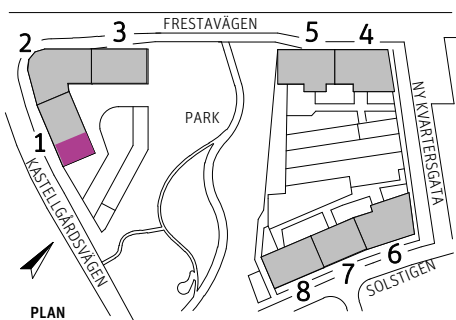 FRESTAVÄGEN
2
3
5
4
1
PARK
NY KVARTERSGATA
KASTELLGÅRDSVÄGEN
6
7
8
SOLSTIGEN
PLAN